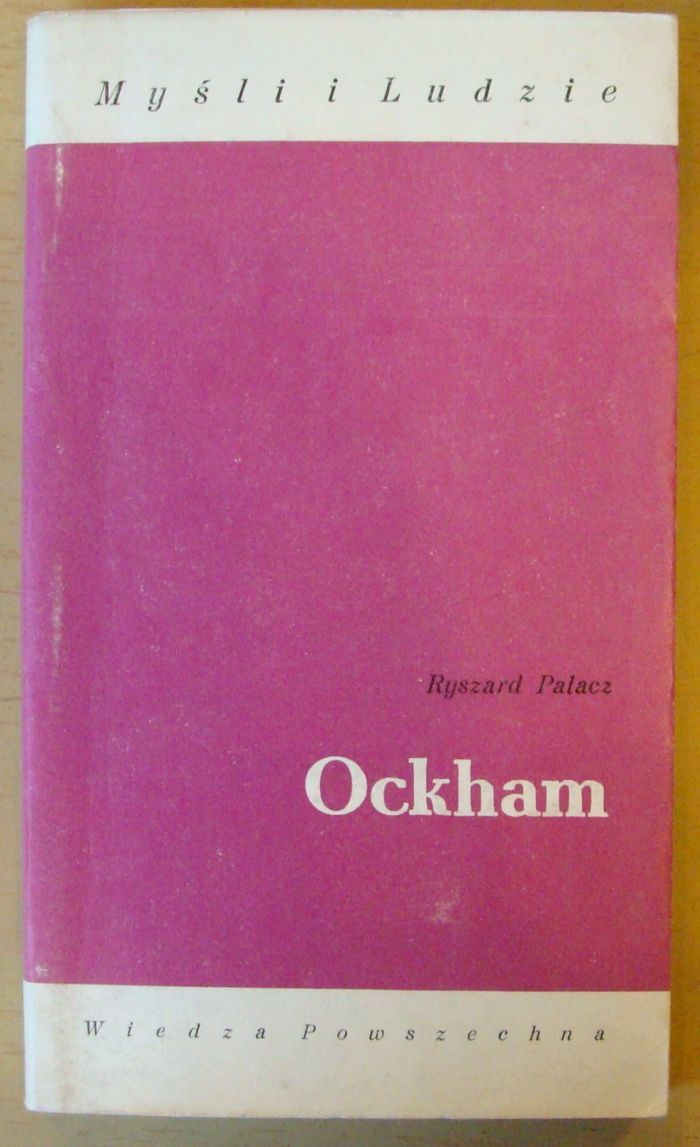 Myśli i Ludzie
Ryszard Palacz
Ockham
Wiedza Powszechna